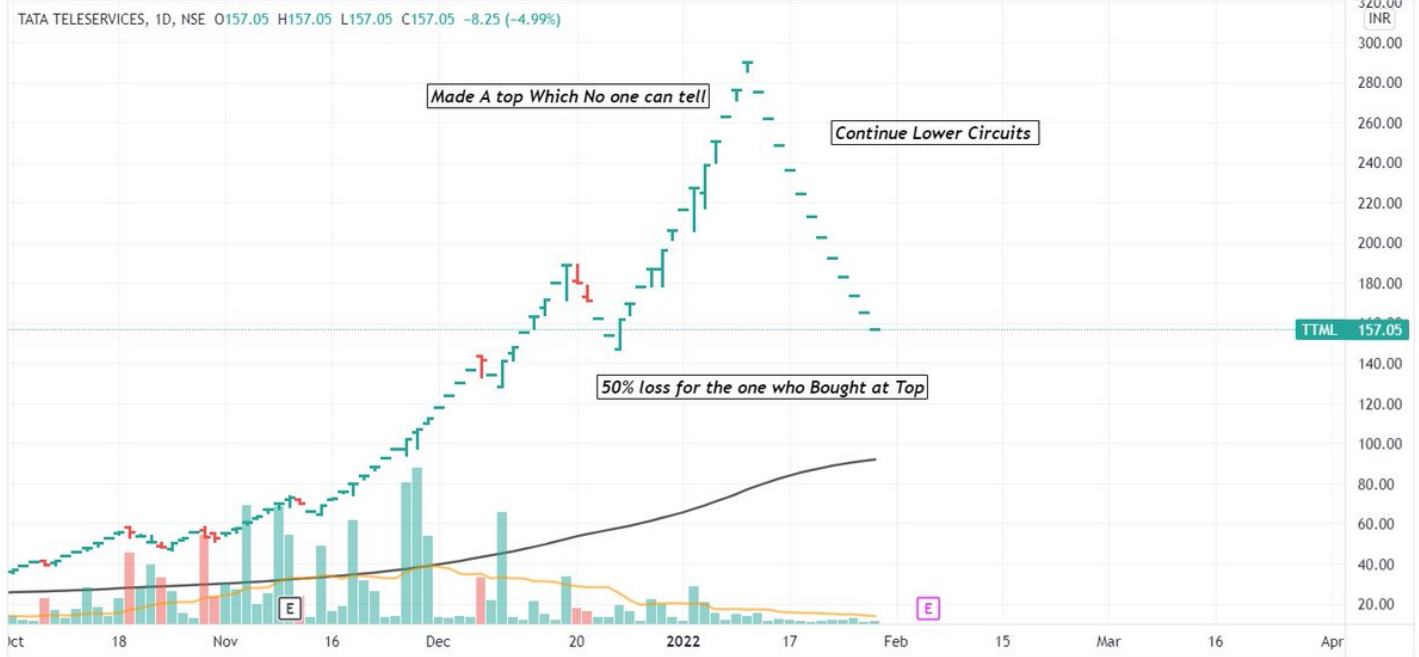 TATA TELESERVICES, 1D, NSE O157.05 H157.05 L157.05 C157.05 −8.25 (−4.99%)
320.00
INR
300.00
Made A top Which No one can tell
280.00
Continue Lower Circuits
260.00
240.00
220.00
200.00
180.00
160.00
TTML 157.05
140.00
50% loss for the one who Bought at Top
120.00
100.00
80.00
60.00
40.00
E E
20.00
Oct 18 Nov 16 Dec 20 2022 17 Feb 15 Mar 16 Apr